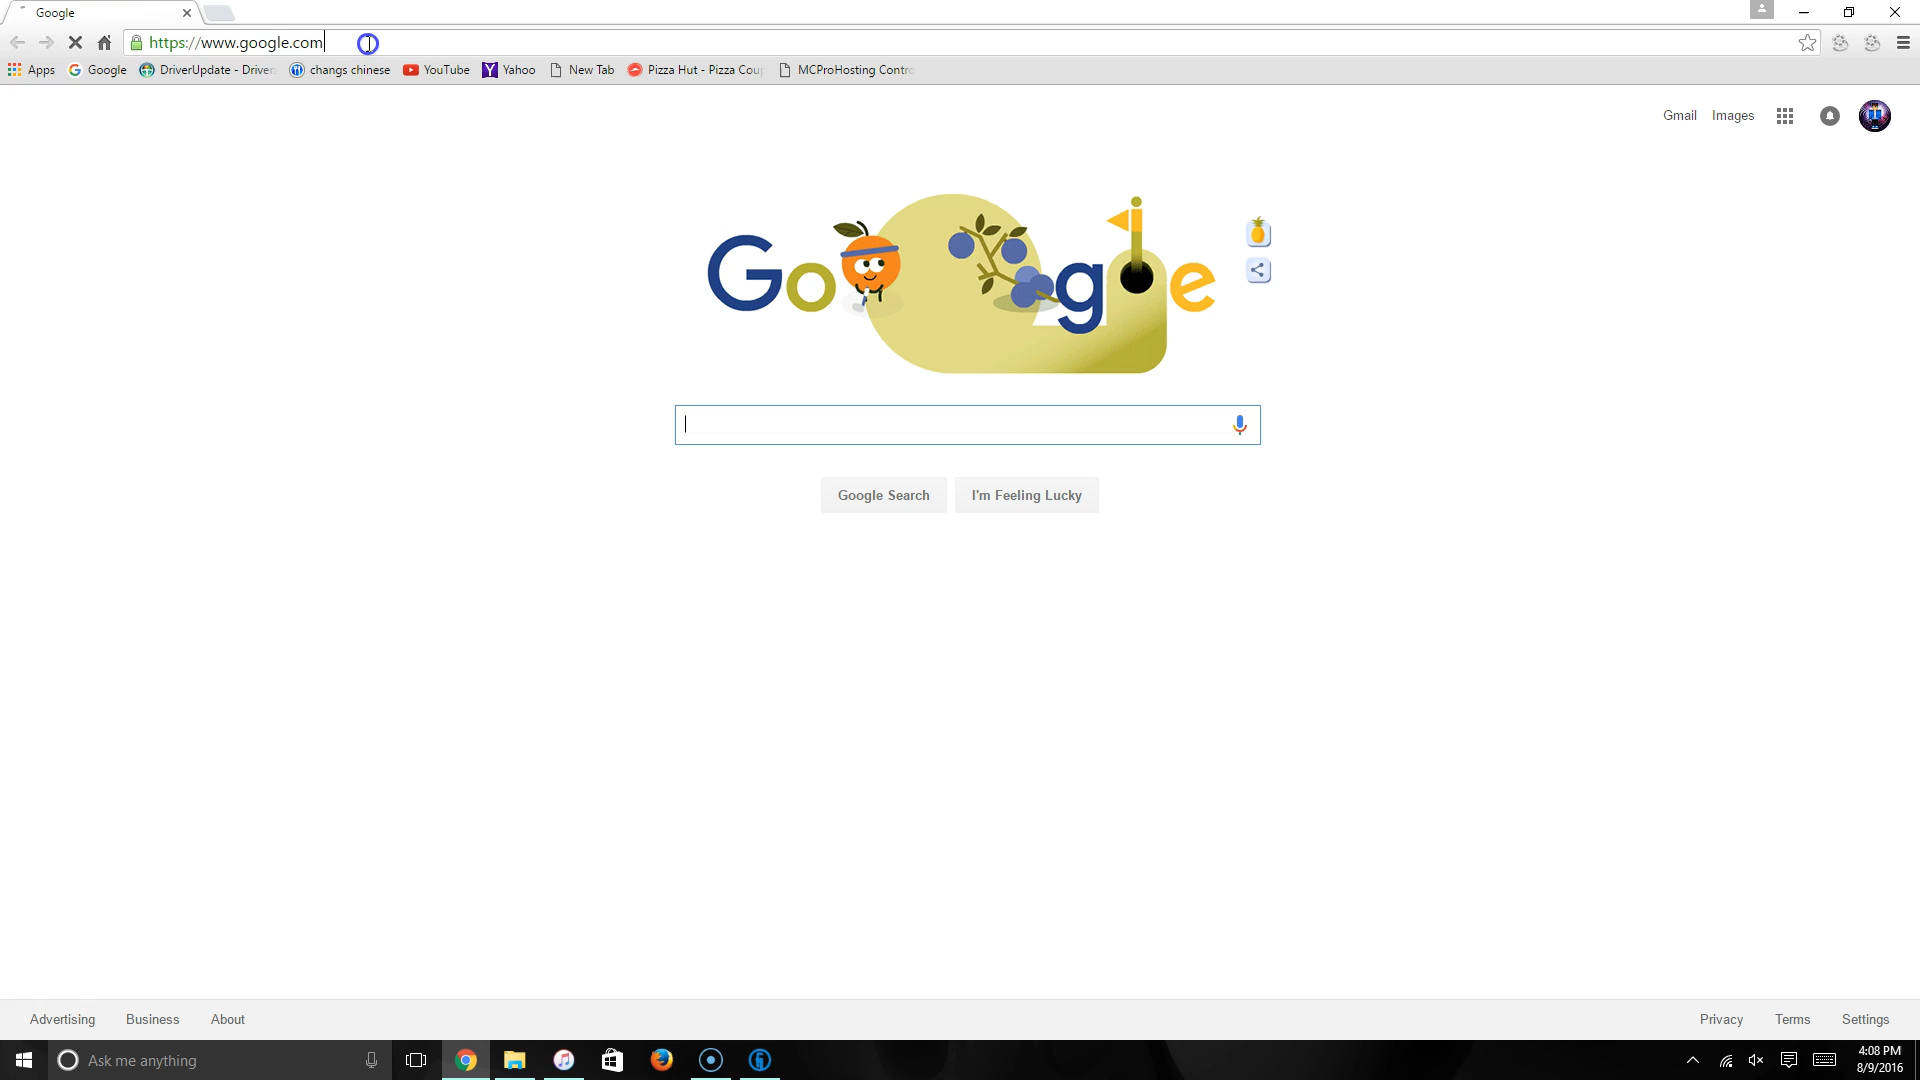 Google
https://www.google.com
Apps Google DriverUpdate - Driver changs chinese YouTube Yahoo New Tab Pizza Hut - Pizza Cou MCProHosting Contro
Gmail Images
Google
Google Search I'm Feeling Lucky
Advertising Business About Privacy Terms Settings
Ask me anything
4:08 PM
8/9/2016